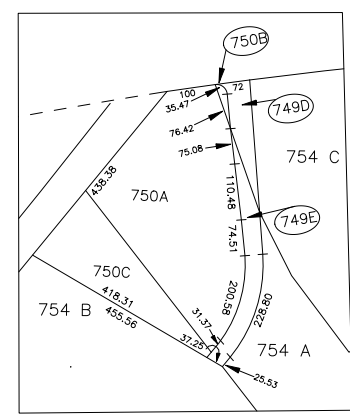 750B
100
72
35.47
749D
76.42
75.08
754 C
438.38
750A
110.48
749E
74.51
750C
418.31
455.56
754 B
200.58
228.80
31.37
37.25
754 A
25.53